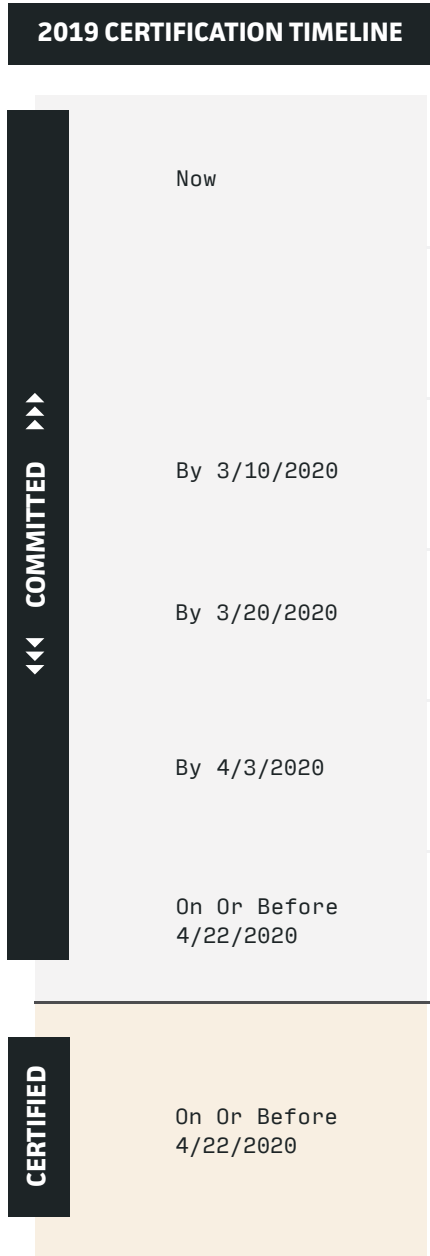 2019 CERTIFICATION TIMELINE
COMMITTED
Now
By 3/10/2020
By 3/20/2020
By 4/3/2020
On Or Before
4/22/2020
CERTIFIED
On Or Before
4/22/2020